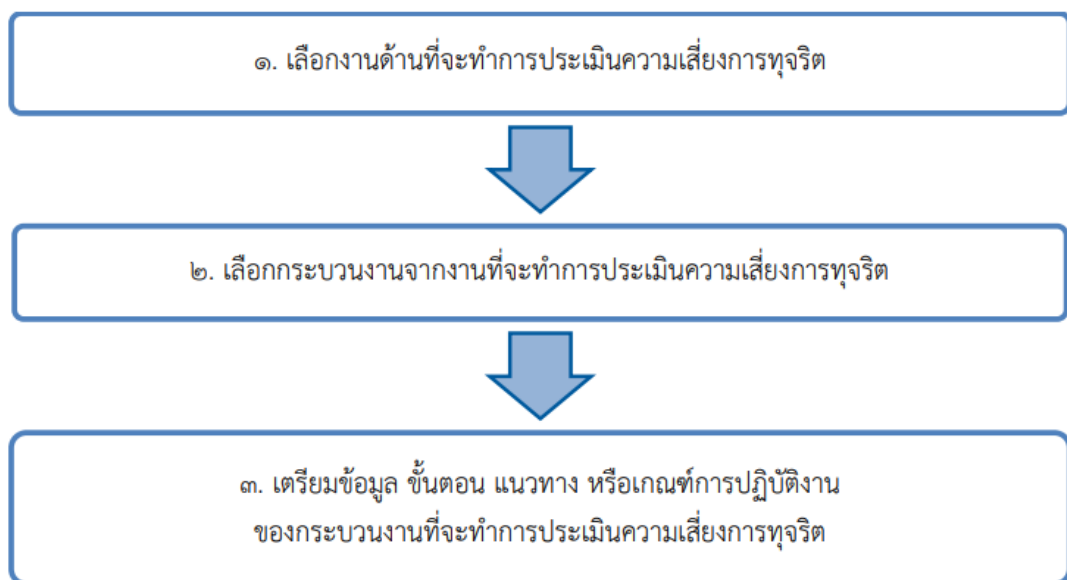 ๑. เลือกงานด้านที่จะทำการประเมินความเสี่ยงการทุจริต
๒. เลือกกระบวนงานจากงานที่จะทำการประเมินความเสี่ยงการทุจริต
๓. เตรียมข้อมูล ขั้นตอน แนวทาง หรือเกณฑ์การปฏิบัติงาน
ของกระบวนงานที่จะทำการประเมินความเสี่ยงการทุจริต